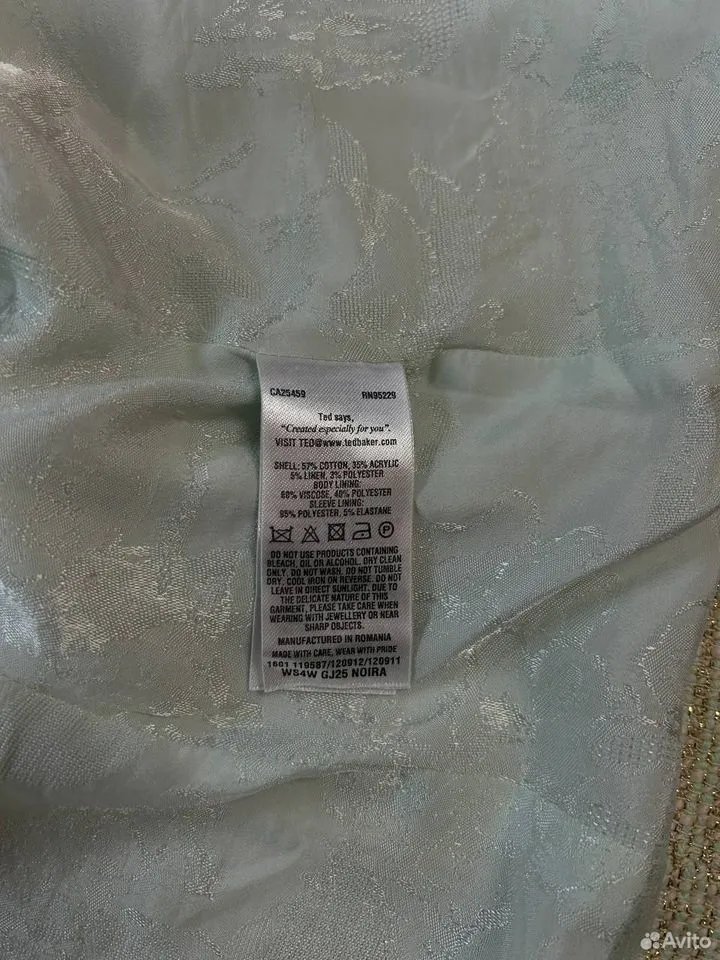 CA25459 RN95229
Ted says,
"Created especially for you".
VISIT TED@www.tedbaker.com
SHELL: 57% COTTON, 35% ACRYLIC
5% LINEN, 3% POLYESTER
BODY LINING:
60% VISCOSE, 40% POLYESTER
SLEEVE LINING:
95% POLYESTER, 5% ELASTANE
P
DO NOT USE PRODUCTS CONTAINING
BLEACH, OIL OR ALCOHOL. DRY CLEAN
ONLY. DO NOT WASH. DO NOT TUMBLE
DRY. COOL IRON ON REVERSE. DO NOT
LEAVE IN DIRECT SUNLIGHT. DUE TO
THE DELICATE NATURE OF THIS
GARMENT, PLEASE TAKE CARE WHEN
WEARING WITH JEWELLERY OR NEAR
SHARP OBJECTS.
MANUFACTURED IN ROMANIA
MADE WITH CARE, WEAR WITH PRIDE
1601 119587/120912/120911
WS4W GJ25 NOIRA
Avito